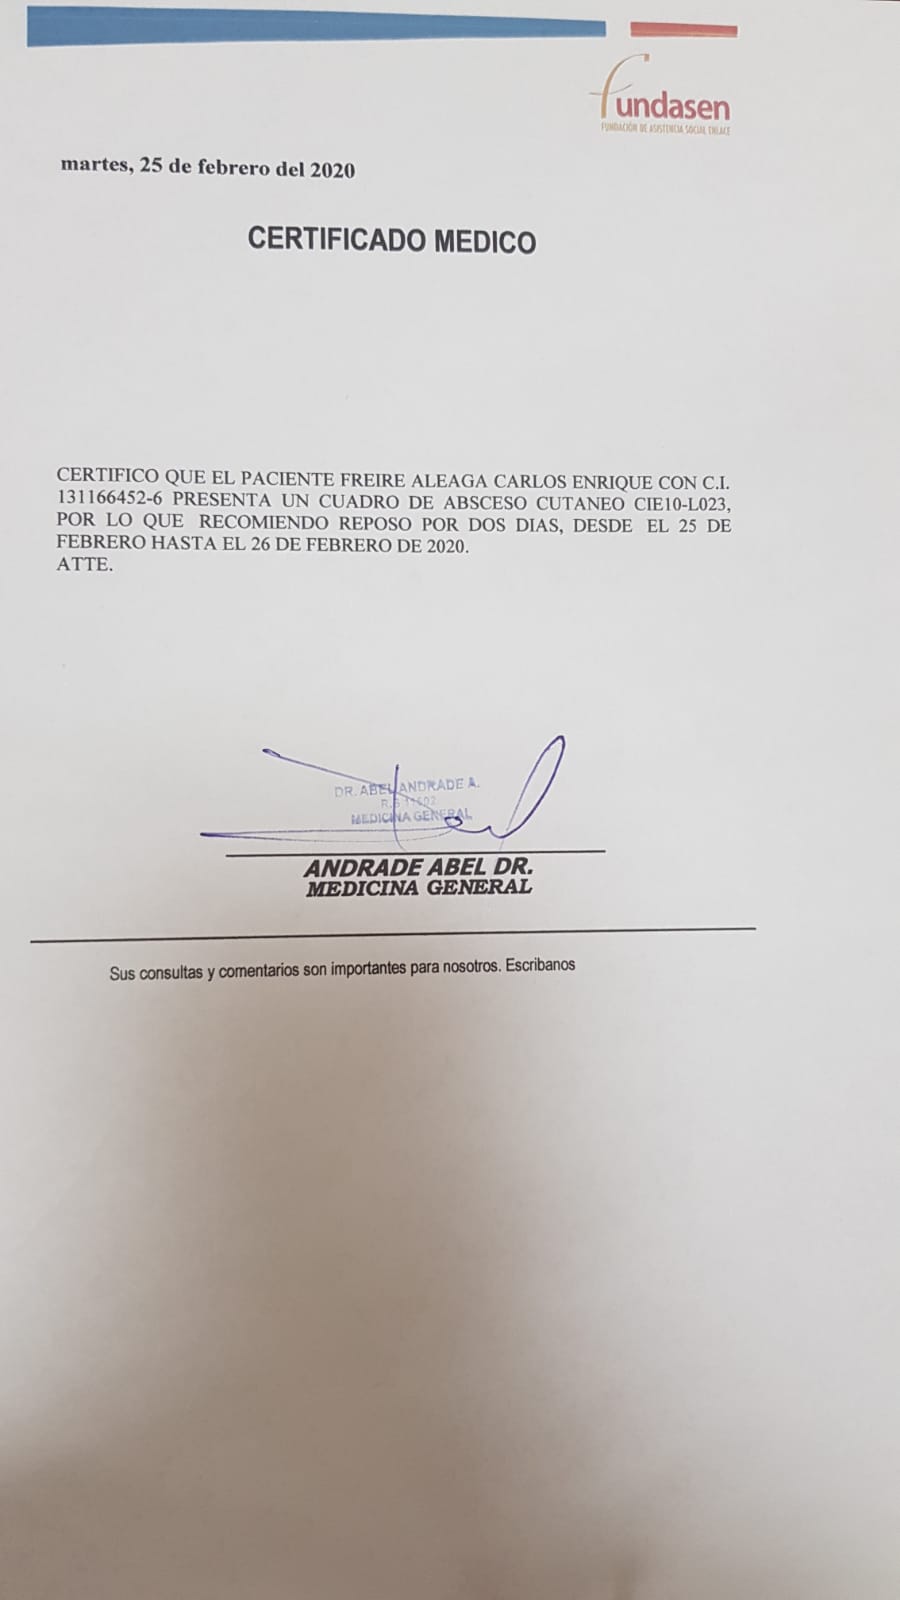 fundasen
FUNDACIÓN DE ASISTENCIA SOCIAL ENLACE
martes, 25 de febrero del 2020
CERTIFICADO MEDICO
CERTIFICO QUE EL PACIENTE FREIRE ALEAGA CARLOS ENRIQUE CON C.I.
131166452-6 PRESENTA UN CUADRO DE ABSCESO CUTANEO CIE10-L023,
POR LO QUE RECOMIENDO REPOSO POR DOS DIAS, DESDE EL 25 DE
FEBRERO HASTA EL 26 DE FEBRERO DE 2020.
ATTE.
DR. ABEL ANDRADE A.
MEDICINA GENERAL
ANDRADE ABEL DR.
MEDICINA GENERAL
Sus consultas y comentarios son importantes para nosotros. Escribanos